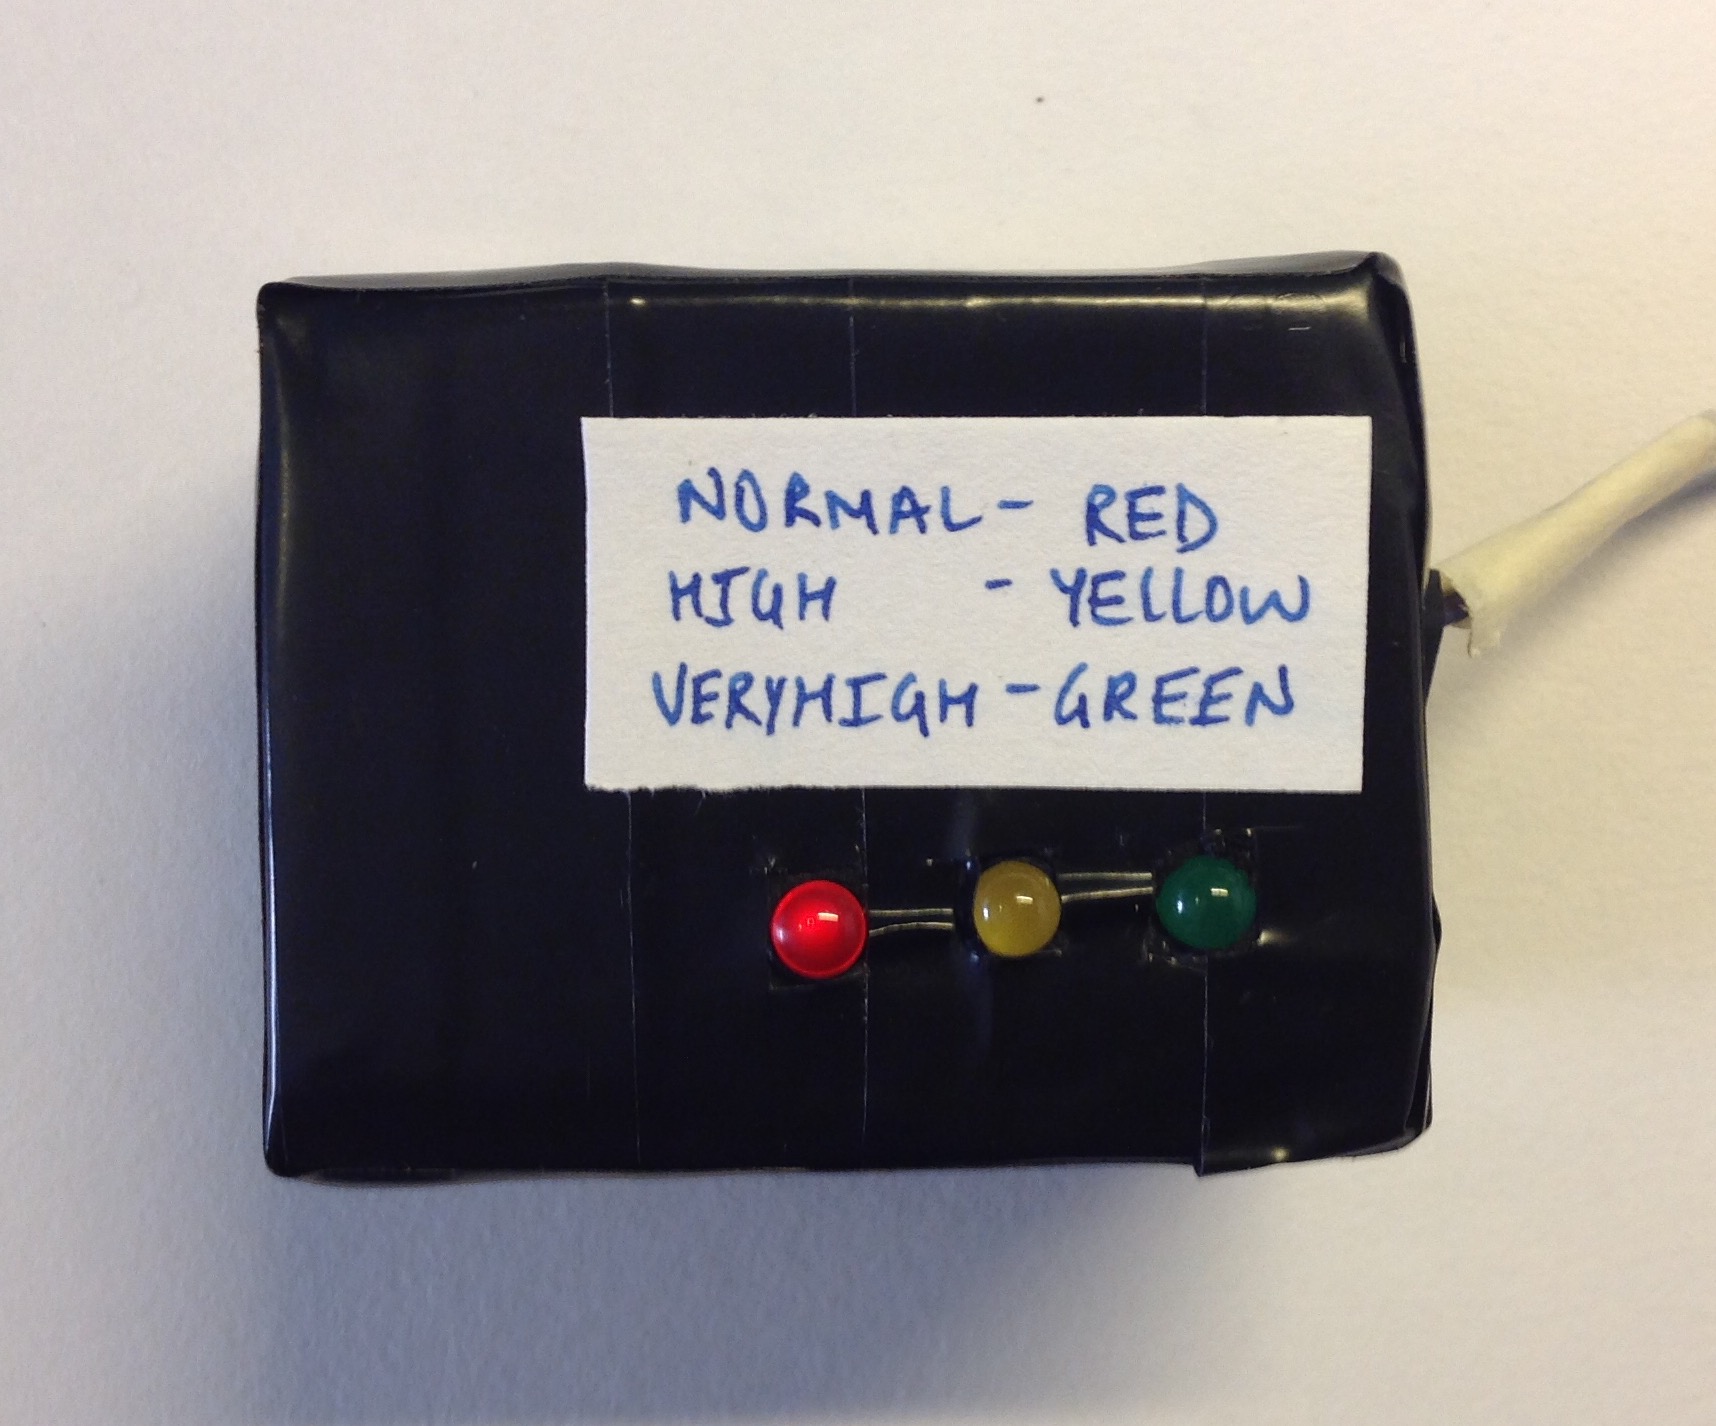 NORMAL - RED
HIGH - YELLOW
VERYHIGH - GREEN